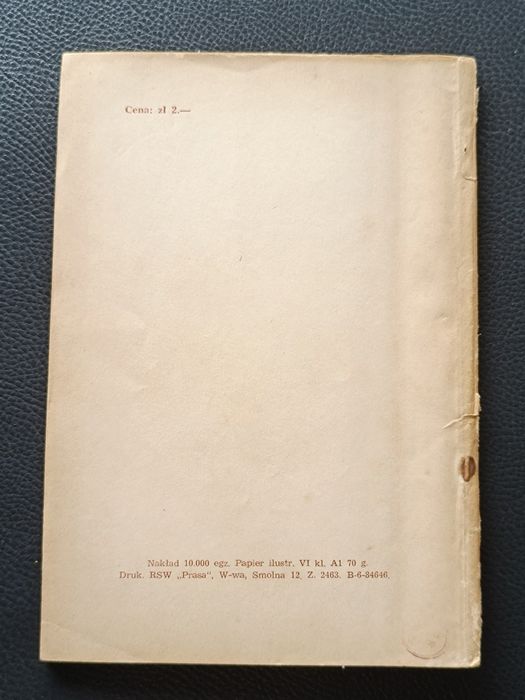 Cena: zł 2.—
Nakład 10.000 egz. Papier ilustr. VI kl. A1 70 g.
Druk. RSW „Prasa", W-wa, Smolna 12. Z. 2463. B-6-34646.